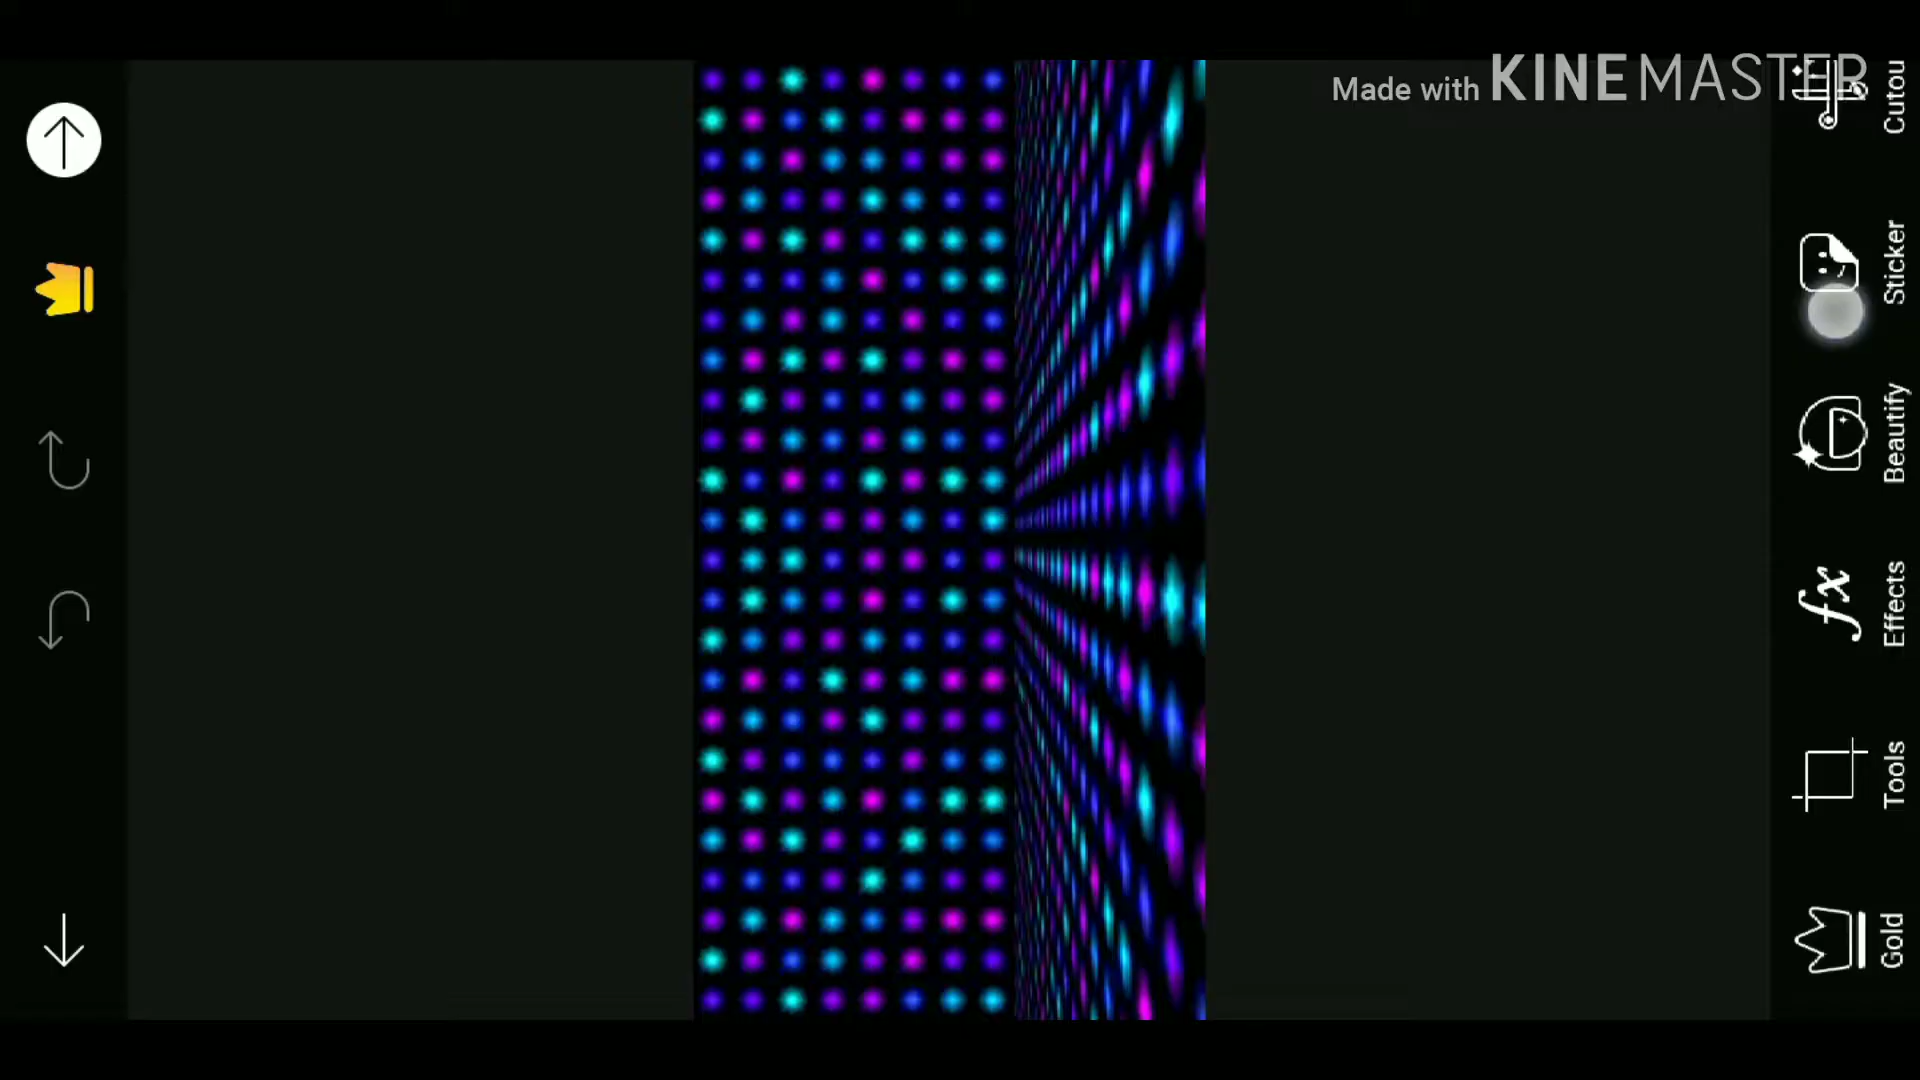 Made with KINEMASTER
Cutou
Sticker
Beautify
Effects
Tools
Gold